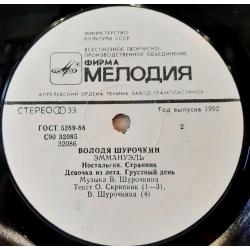 МИНИСТЕРСТВО
КУЛЬТУРЫ СССР
ВСЕСОЮЗНОЕ ТВОРЧЕСКО-
ПРОИЗВОДСТВЕННОЕ ОБЪЕДИНЕНИЕ
ФИРМА
МЕЛОДИЯ
АПРЕЛЕВСКИЙ ОРДЕНА ЛЕНИНА ЗАВОД ГРАМПЛАСТИНОК
СТЕРЕО 33
Год выпуска 1992
ГОСТ 5289-88
2
С90 32085
32086
ВОЛОДЯ ШУРОЧКИН
ЭММАНУЭЛЬ
Ностальгия. Странник
Девочка из лета. Грустный день
Музыка В. Шурочкина
Текст О. Скрипник (1—3),
В. Шурочкина (4)